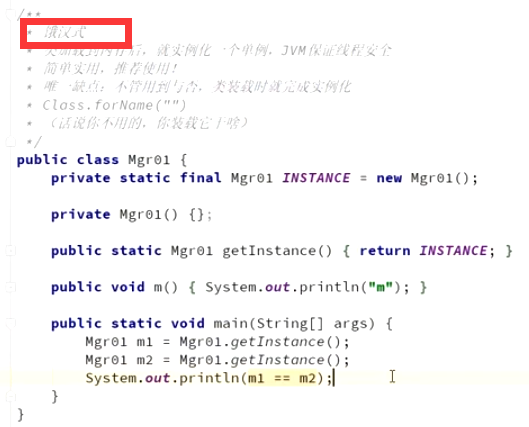 /**
* 饿汉式
* 类加载到内存后，就实例化一个单例，JVM保证线程安全
* 简单实用，推荐使用！
* 唯一缺点：不管用到与否，类装载时就完成实例化
* Class.forName("")
* （话说你不用的，你装载它干啥）
*/
public class Mgr01 {
private static final Mgr01 INSTANCE = new Mgr01();
private Mgr01() {};
public static Mgr01 getInstance() { return INSTANCE; }
public void m() { System.out.println("m"); }
public static void main(String[] args) {
Mgr01 m1 = Mgr01.getInstance();
Mgr01 m2 = Mgr01.getInstance();
System.out.println(m1 == m2);
}
}